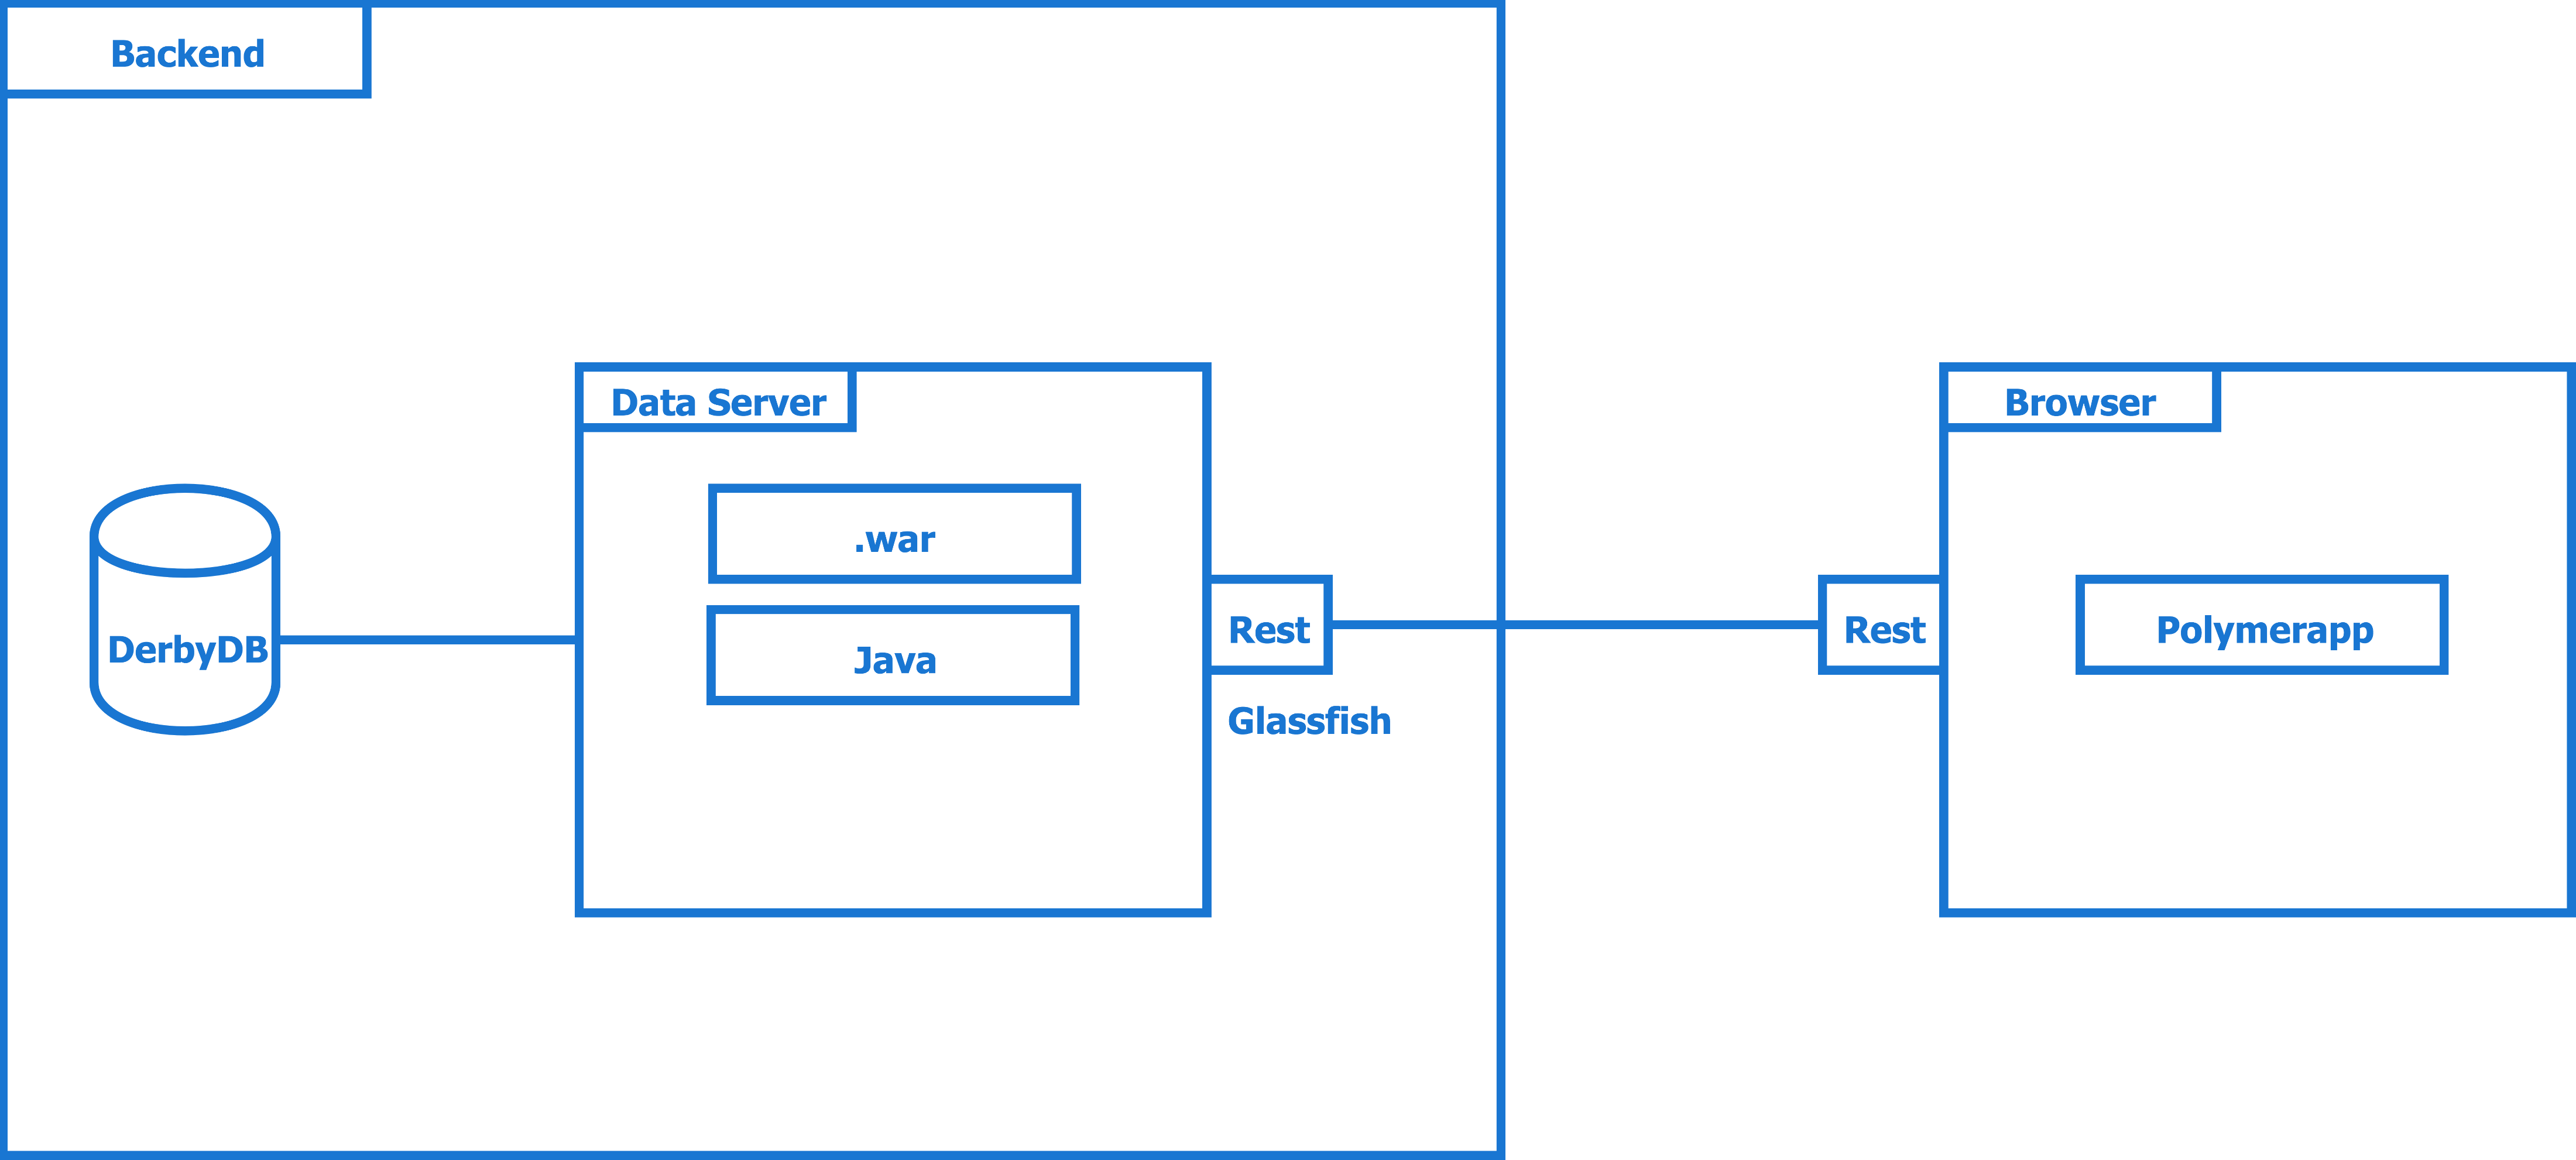 Backend
Data Server
Browser
.war
DerbyDB
Java
Rest
Rest
Polymerapp
Glassfish